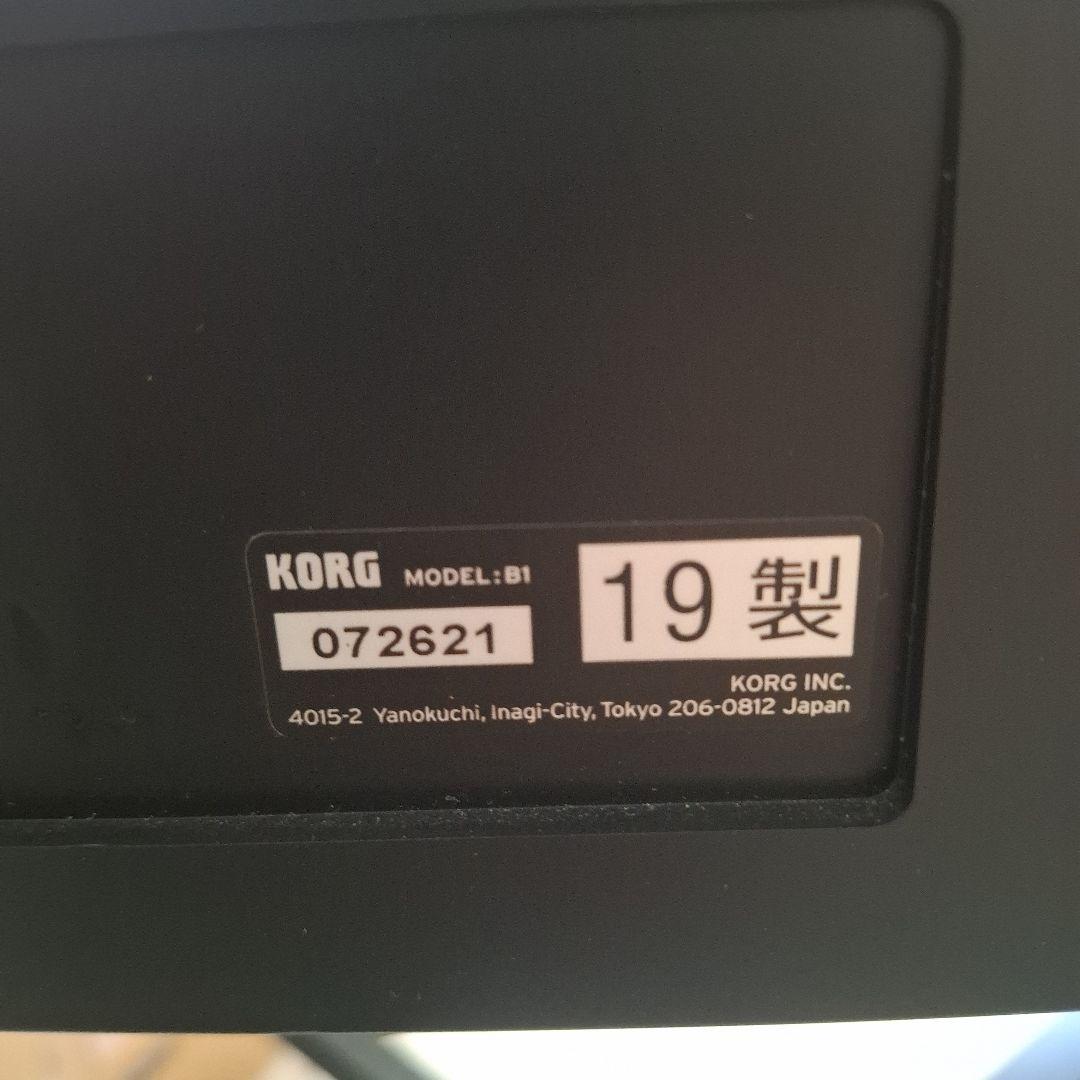 KORG MODEL:B1
072621
19 製
KORG INC.
4015-2 Yanokuchi, Inagi-City, Tokyo 206-0812 Japan